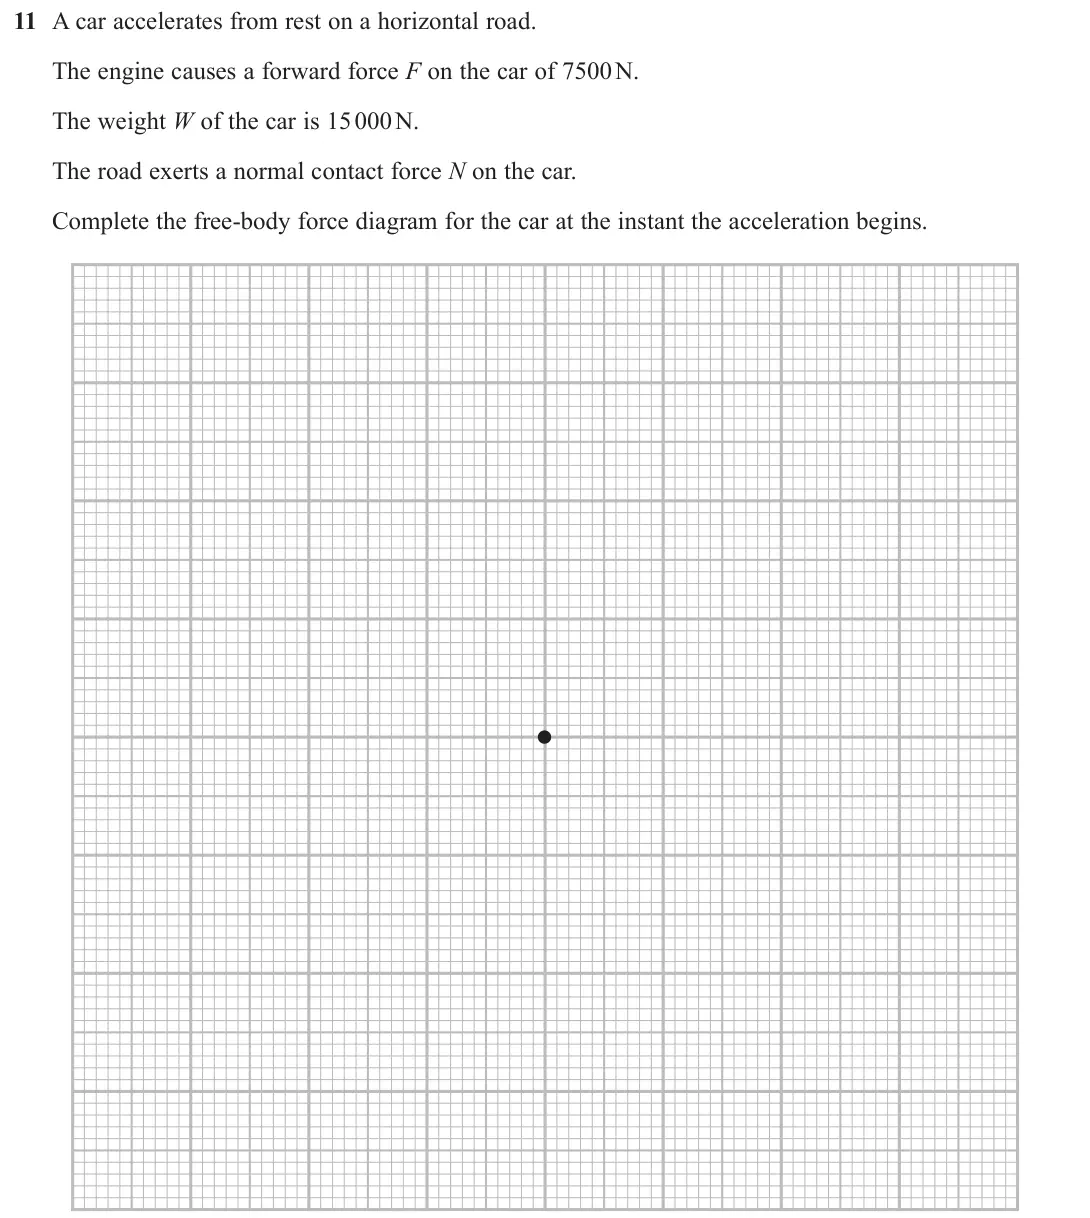 11 A car accelerates from rest on a horizontal road.
The engine causes a forward force F on the car of 7500 N.
The weight W of the car is 15 000 N.
The road exerts a normal contact force N on the car.
Complete the free-body force diagram for the car at the instant the acceleration begins.